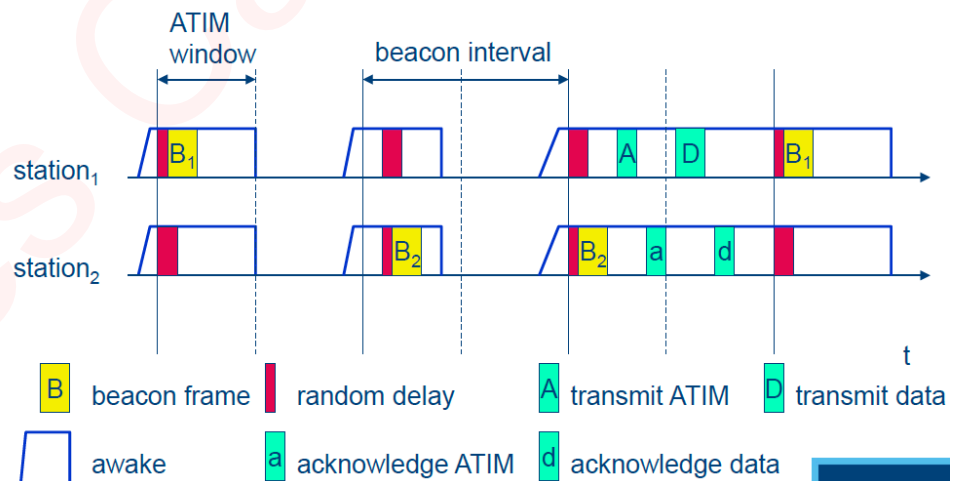 ATIM
window
beacon interval
station₁
B₁
A
D
B₁
station₂
B₂
B₂
a
d
t
B beacon frame
random delay
A transmit ATIM
D transmit data
awake
a acknowledge ATIM
d acknowledge data